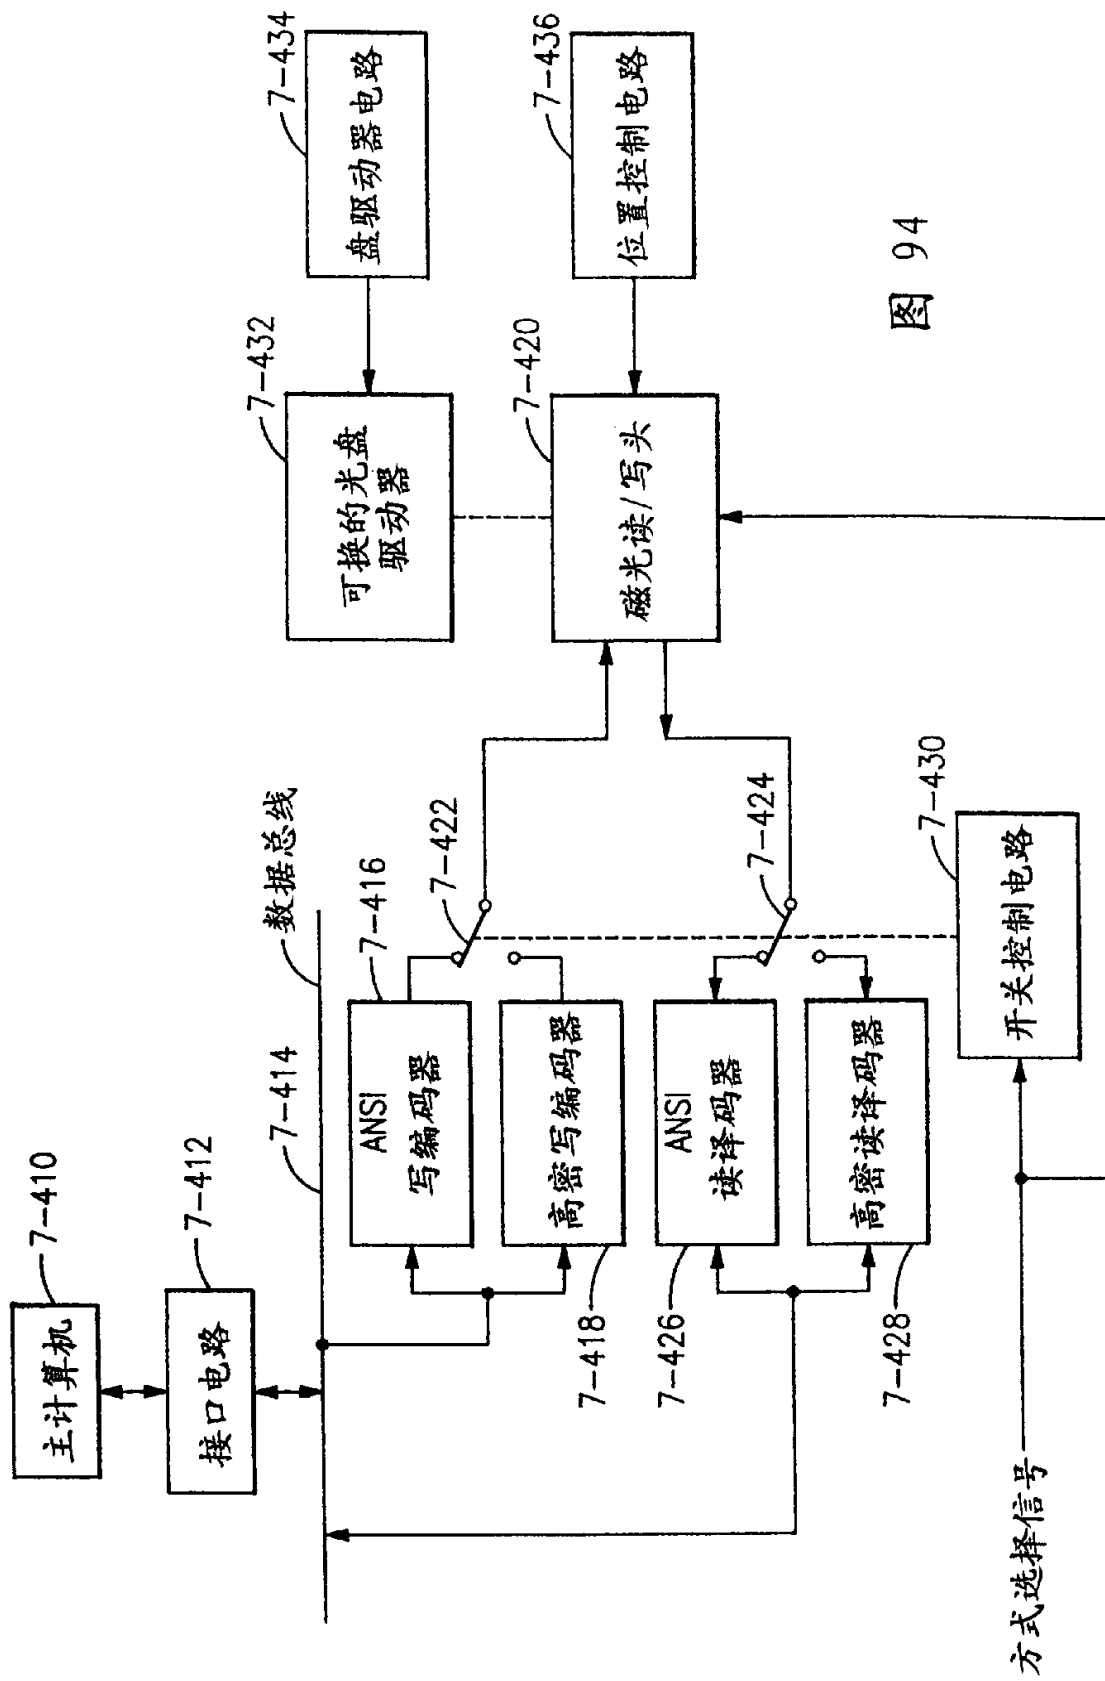 主计算机
7-410
接口电路
7-412
7-414
数据总线
ANSI
写编码器
7-416
高密写编码器
7-418
7-422
ANSI
读译码器
7-426
高密读译码器
7-428
7-424
方式选择信号
开关控制电路
7-430
可换的光盘
驱动器
7-432
磁光读/写头
7-420
盘驱动器电路
7-434
位置控制电路
7-436
图 94